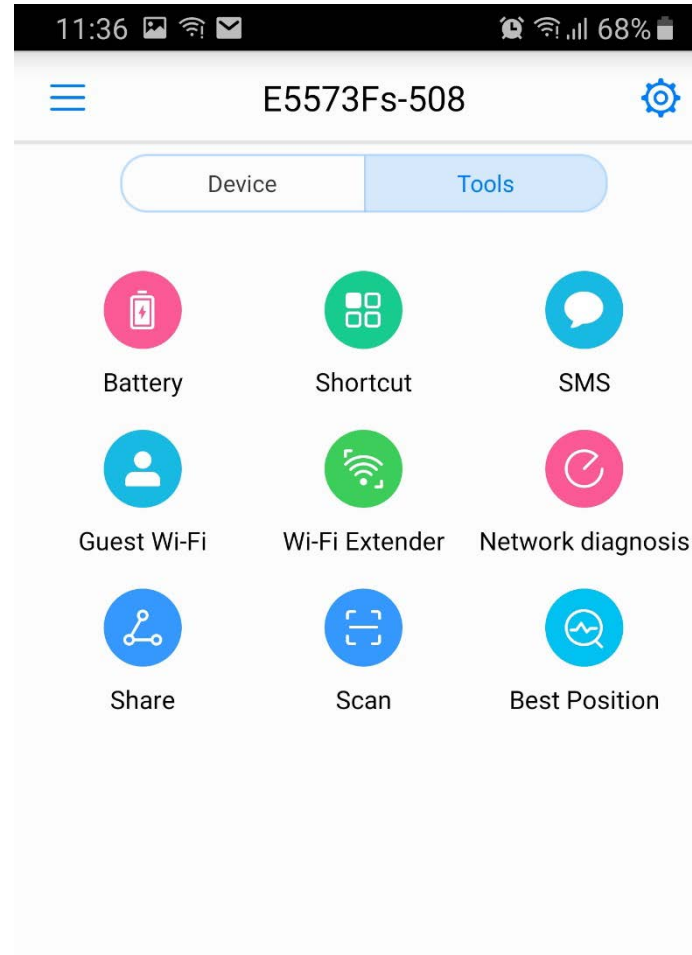 11:36 68%
E5573Fs-508
Device Tools
Battery Shortcut SMS
Guest Wi-Fi Wi-Fi Extender Network diagnosis
Share Scan Best Position